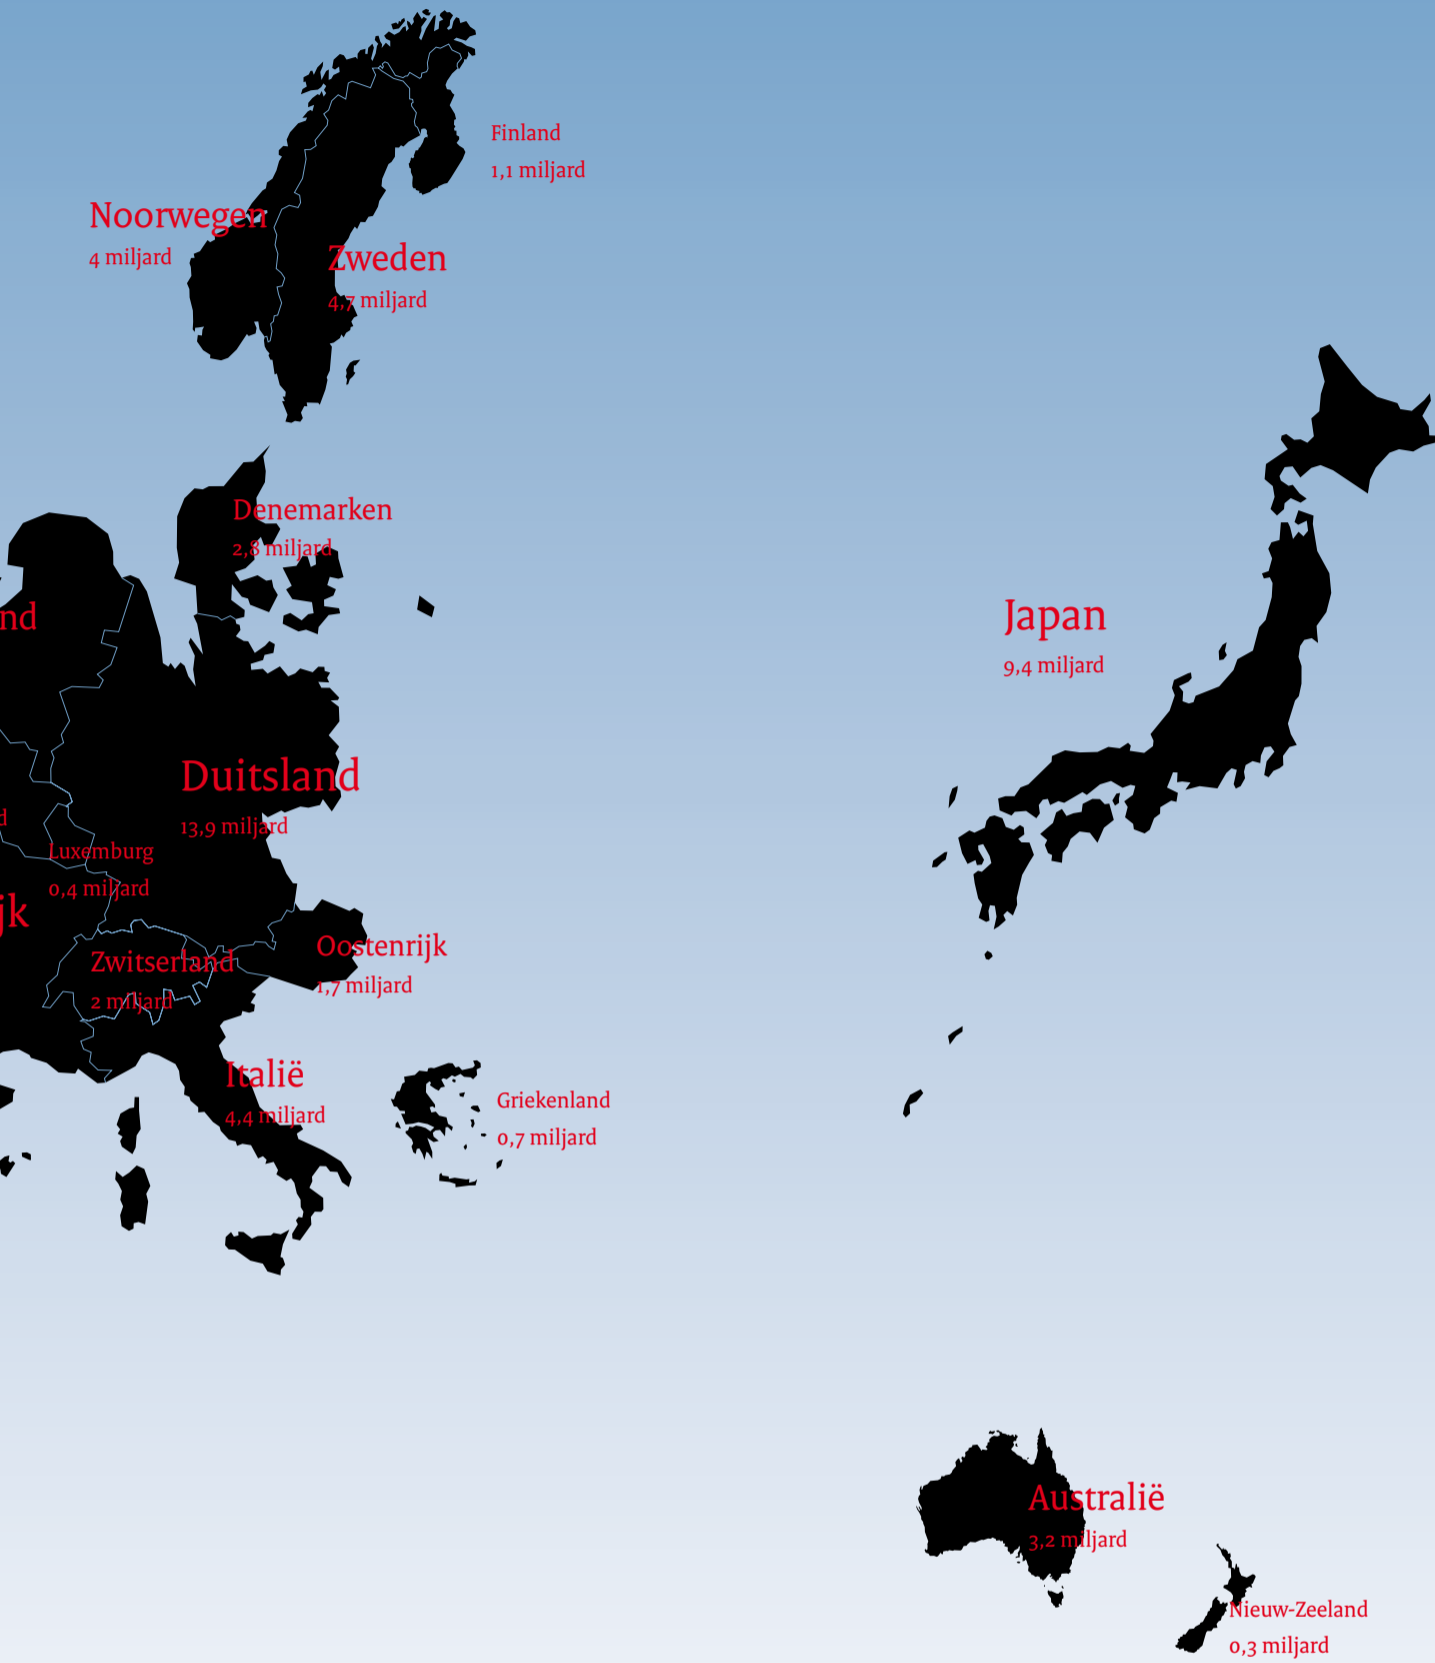 Finland
1,1 miljard
Noorwegen
4 miljard
Zweden
4,7 miljard
Denemarken
2,8 miljard
nd
Japan
9,4 miljard
Duitsland
13,9 miljard
d
Luxemburg
0,4 miljard
jk
Oostenrijk
1,7 miljard
Zwitserland
2 miljard
Italië
4,4 miljard
Griekenland
0,7 miljard
Australië
3,2 miljard
Nieuw-Zeeland
0,3 miljard